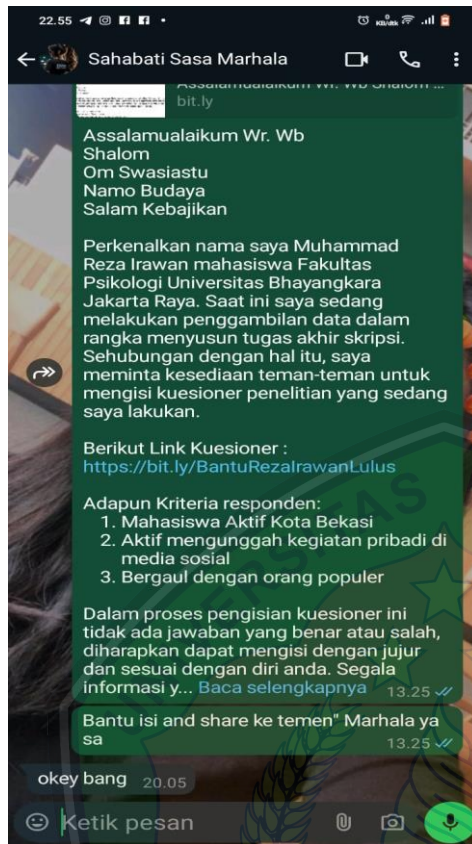 22.55
KB/dtk
Sahabati Sasa Marhala
Assalamualaikum Wr. Wb Shalom ...
bit.ly
Assalamualaikum Wr. Wb
Shalom
Om Swasiastu
Namo Budaya
Salam Kebajikan
Perkenalkan nama saya Muhammad
Reza Irawan mahasiswa Fakultas
Psikologi Universitas Bhayangkara
Jakarta Raya. Saat ini saya sedang
melakukan penggambilan data dalam
rangka menyusun tugas akhir skripsi.
Sehubungan dengan hal itu, saya
meminta kesediaan teman-teman untuk
mengisi kuesioner penelitian yang sedang
saya lakukan.
Berikut Link Kuesioner :
https://bit.ly/BantuRezaIrawanLulus
Adapun Kriteria responden:
1. Mahasiswa Aktif Kota Bekasi
2. Aktif mengunggah kegiatan pribadi di
media sosial
3. Bergaul dengan orang populer
Dalam proses pengisian kuesioner ini
tidak ada jawaban yang benar atau salah,
diharapkan dapat mengisi dengan jujur
dan sesuai dengan diri anda. Segala
informasi y... Baca selengkapnya 13.25
Bantu isi and share ke temen" Marhala ya
sa 13.25
okey bang 20.05
Ketik pesan
UNIVERSITAS